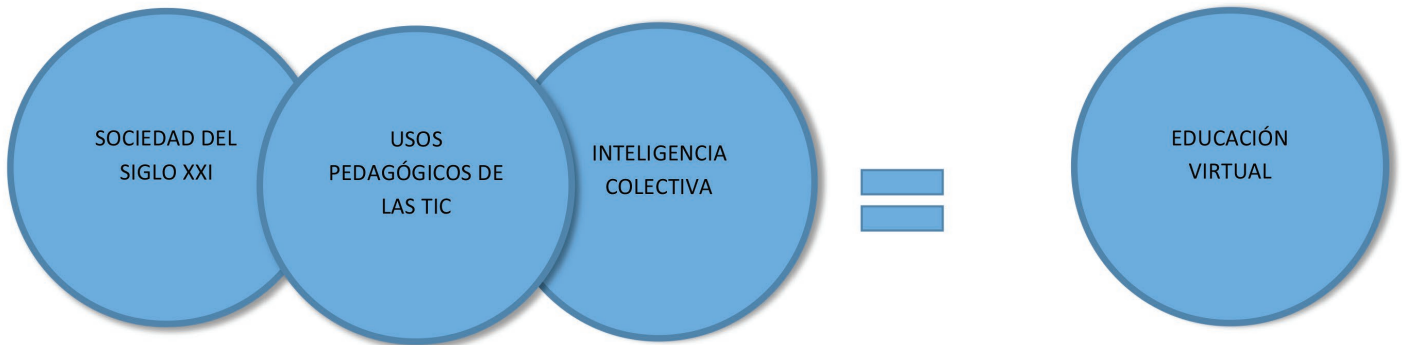 SOCIEDAD DEL
SIGLO XXI
USOS
PEDAGÓGICOS DE
LAS TIC
INTELIGENCIA
COLECTIVA
EDUCACIÓN
VIRTUAL